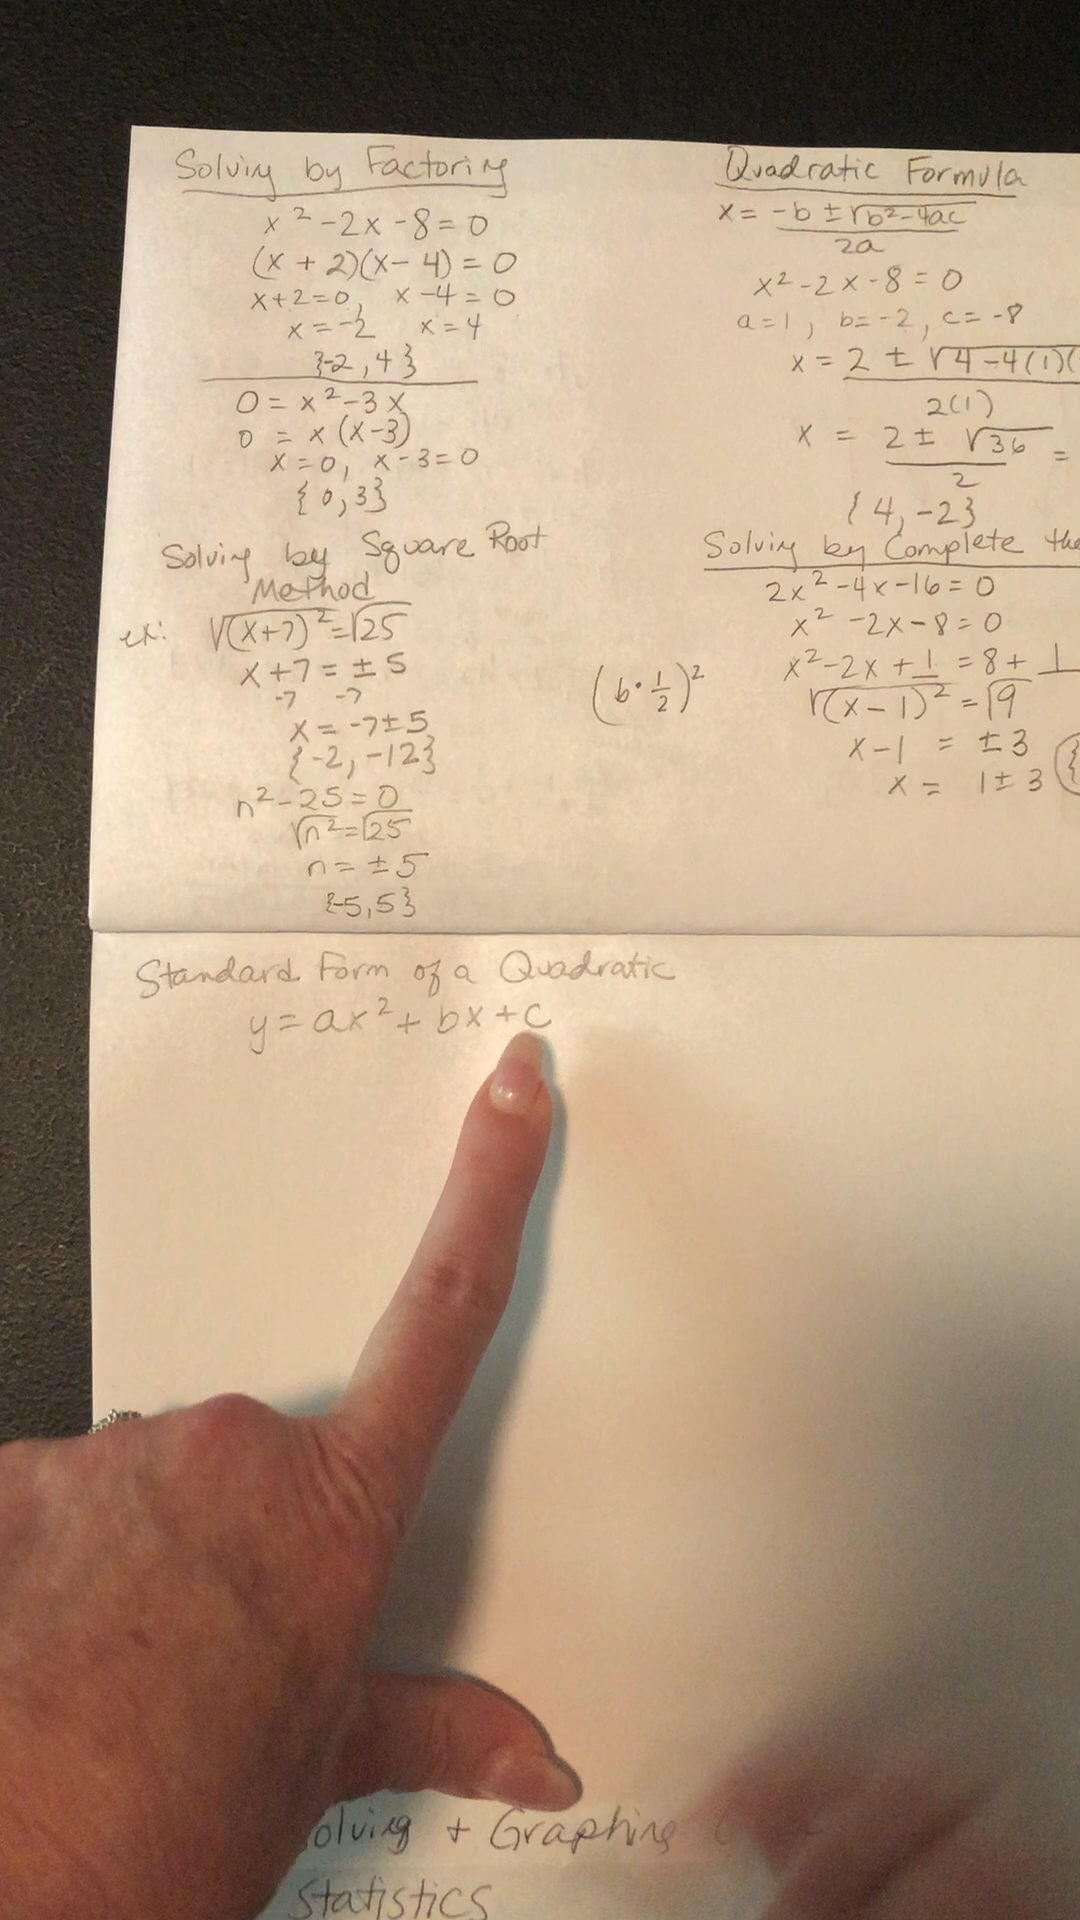 Solving by Factoring
x² -2x -8 = 0
(x + 2)(x - 4) = 0
x+2=0, x-4=0
x=-2 x=4
{-2, 4}
0 = x² -3x
0 = x(x-3)
x=0, x-3=0
{0, 3}
Solving by Square Root
Method
ex: √(x+7)² = √25
x+7 = ±5
-7 -7
x = -7±5
{-2, -12}
n² - 25 = 0
√n² = √25
n = ±5
{-5, 5}
Quadratic Formula
x = -b ± √b²-4ac
2a
x² -2x -8 = 0
a=1, b=-2, c=-8
x = 2 ± √4-4(1)(
2(1)
x = 2 ± √36 =
2
{4, -2}
Solving by Complete the
2x² -4x -16 = 0
x² -2x -8 = 0
x² -2x + 1 = 8 + 1
(b·1/2)²
√(x-1)² = √9
x-1 = ±3
x = 1±3 {
Standard Form of a Quadratic
y = ax² + bx + c
olving + Graphing
Statistics